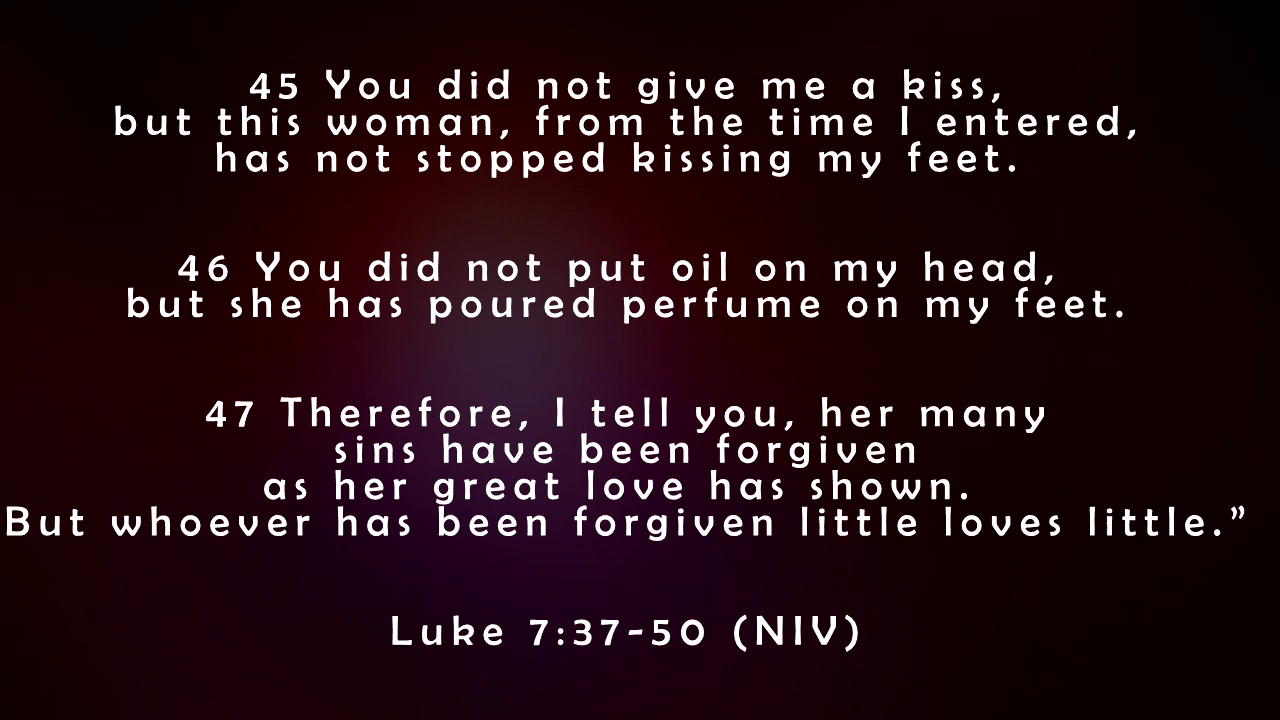 45 You did not give me a kiss,
but this woman, from the time I entered,
has not stopped kissing my feet.
46 You did not put oil on my head,
but she has poured perfume on my feet.
47 Therefore, I tell you, her many
sins have been forgiven
as her great love has shown.
But whoever has been forgiven little loves little.”
Luke 7:37-50 (NIV)